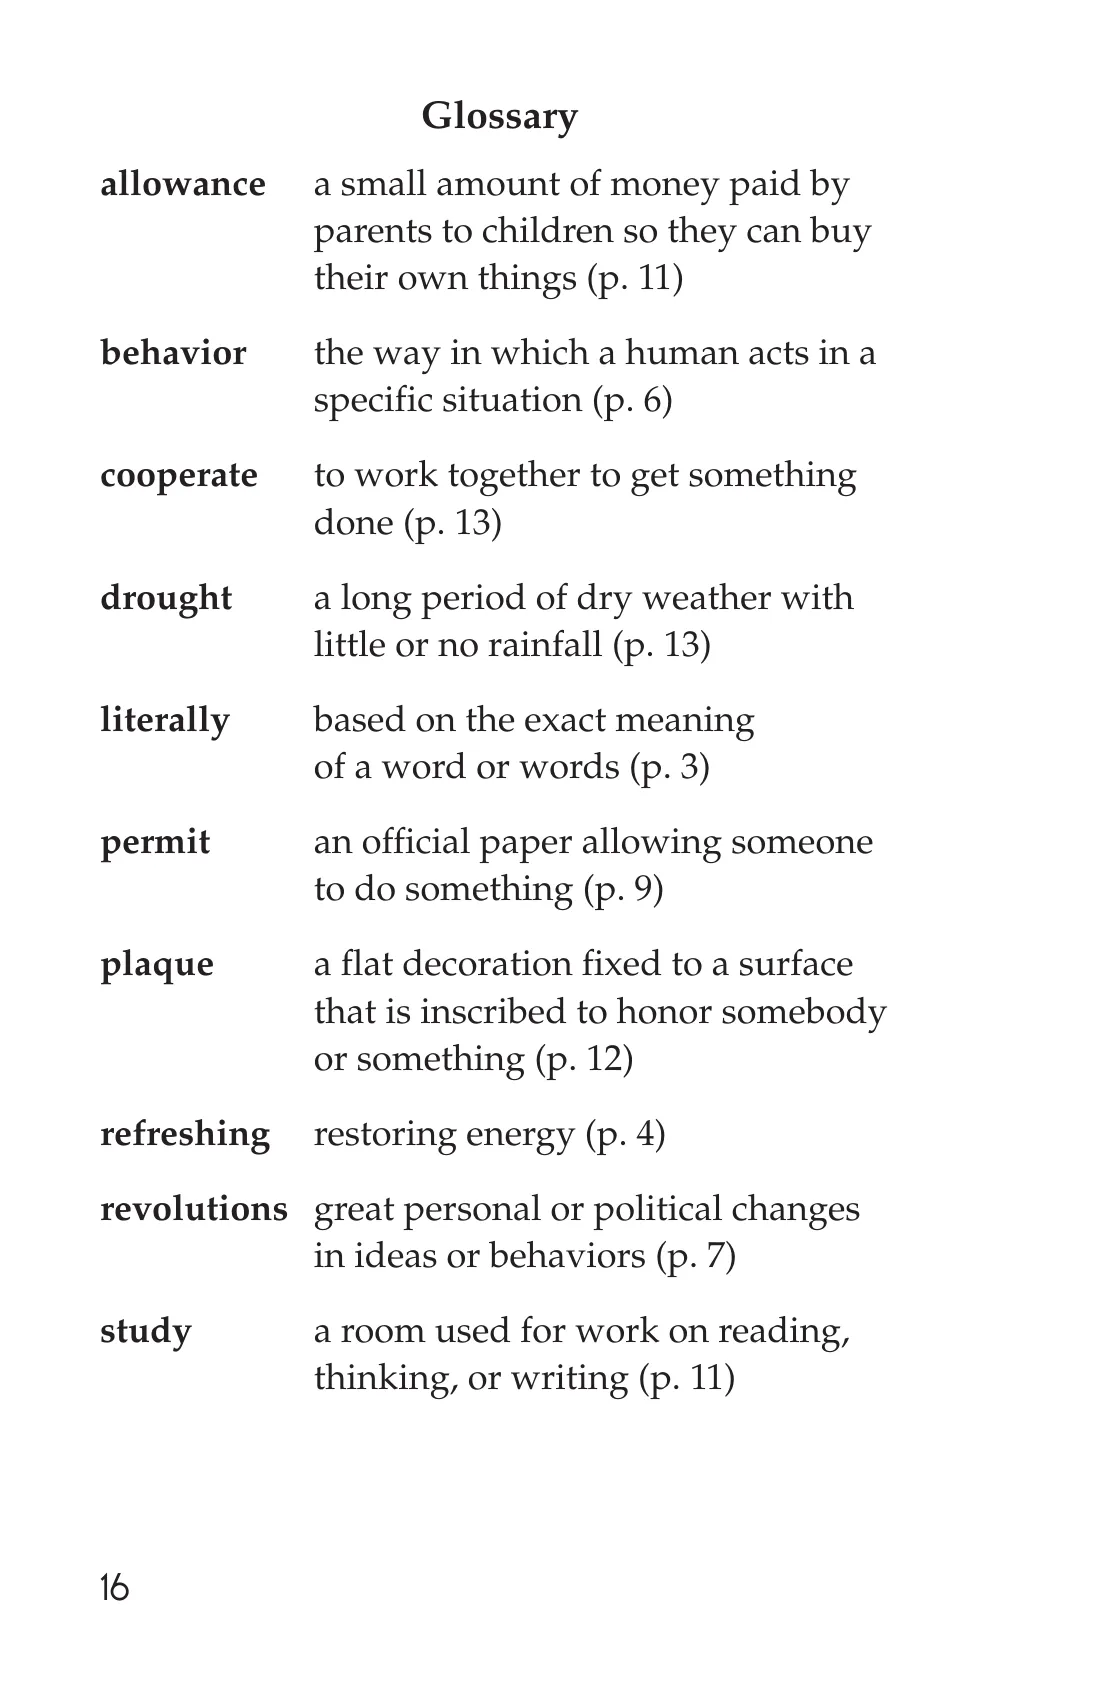 Glossary
allowance a small amount of money paid by
parents to children so they can buy
their own things (p. 11)
behavior the way in which a human acts in a
specific situation (p. 6)
cooperate to work together to get something
done (p. 13)
drought a long period of dry weather with
little or no rainfall (p. 13)
literally based on the exact meaning
of a word or words (p. 3)
permit an official paper allowing someone
to do something (p. 9)
plaque a flat decoration fixed to a surface
that is inscribed to honor somebody
or something (p. 12)
refreshing restoring energy (p. 4)
revolutions great personal or political changes
in ideas or behaviors (p. 7)
study a room used for work on reading,
thinking, or writing (p. 11)
16